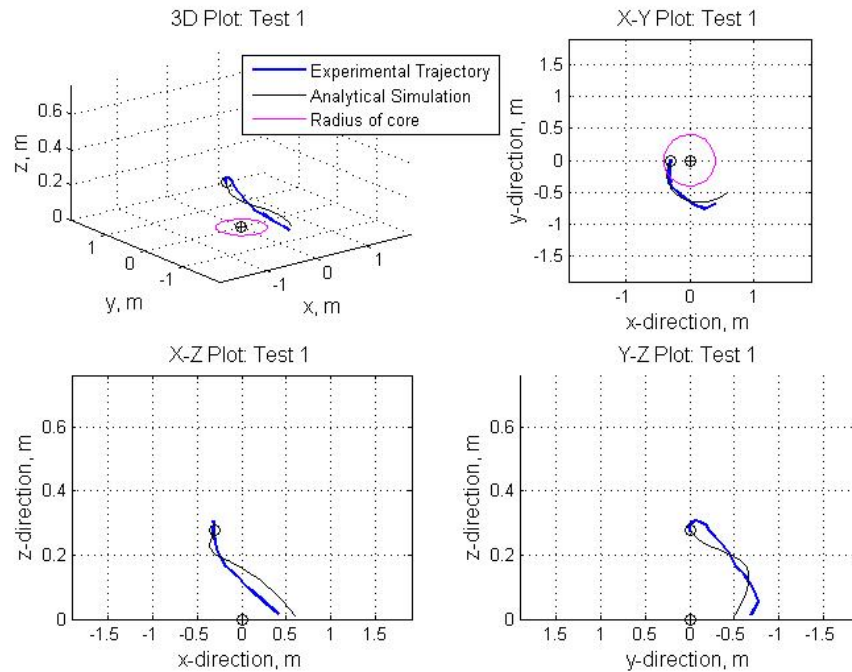 3D Plot: Test 1
Experimental Trajectory
Analytical Simulation
Radius of core
z, m
0.6
0.4
0.2
0
1
0
-1
y, m
-1
0
1
x, m
X-Y Plot: Test 1
y-direction, m
1.5
1
0.5
0
-0.5
-1
-1.5
-1
0
1
x-direction, m
X-Z Plot: Test 1
z-direction, m
0.6
0.4
0.2
0
-1.5 -1 -0.5 0 0.5 1 1.5
x-direction, m
Y-Z Plot: Test 1
z-direction, m
0.6
0.4
0.2
0
1.5 1 0.5 0 -0.5 -1 -1.5
y-direction, m